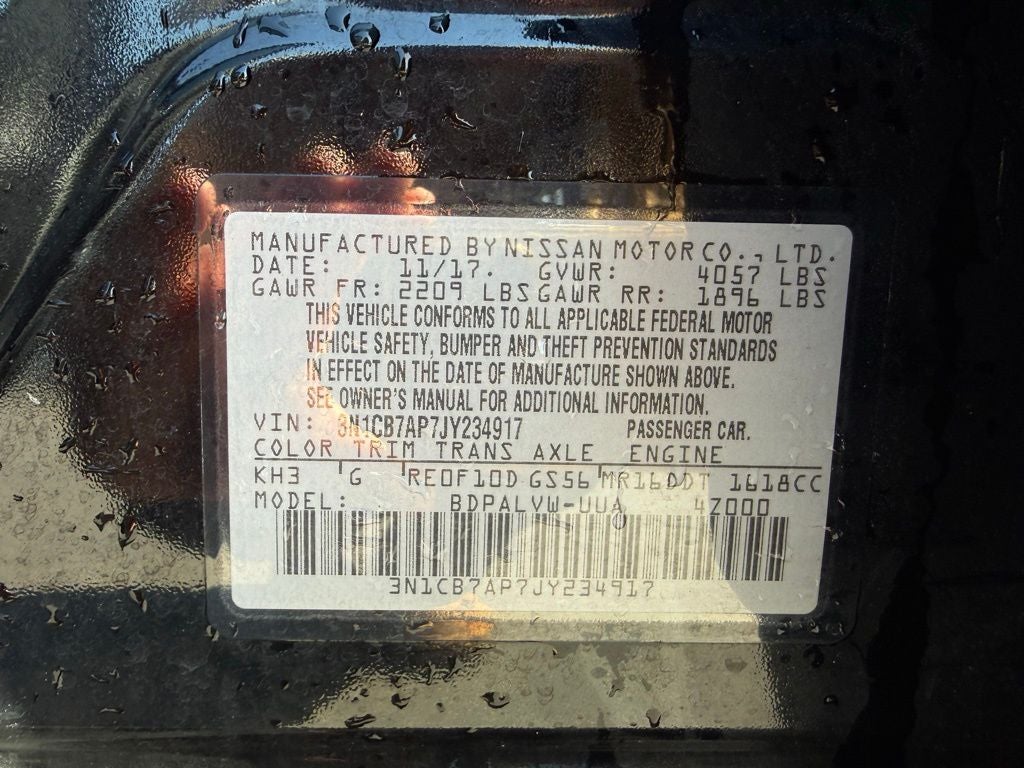 MANUFACTURED BY NISSAN MOTOR CO., LTD.
DATE: 11/17. GVWR: 4057 LBS
GAWR FR: 2209 LBS GAWR RR: 1896 LBS
THIS VEHICLE CONFORMS TO ALL APPLICABLE FEDERAL MOTOR
VEHICLE SAFETY, BUMPER AND THEFT PREVENTION STANDARDS
IN EFFECT ON THE DATE OF MANUFACTURE SHOWN ABOVE.
SEE OWNER'S MANUAL FOR ADDITIONAL INFORMATION.
VIN: 3N1CB7AP7JY234917 PASSENGER CAR.
COLOR TRIM TRANS AXLE ENGINE
KH3 G RE0F10D GS56 MR16DDT 1618CC
MODEL: BDPALVW-UUA 4Z000
3N1CB7AP7JY234917